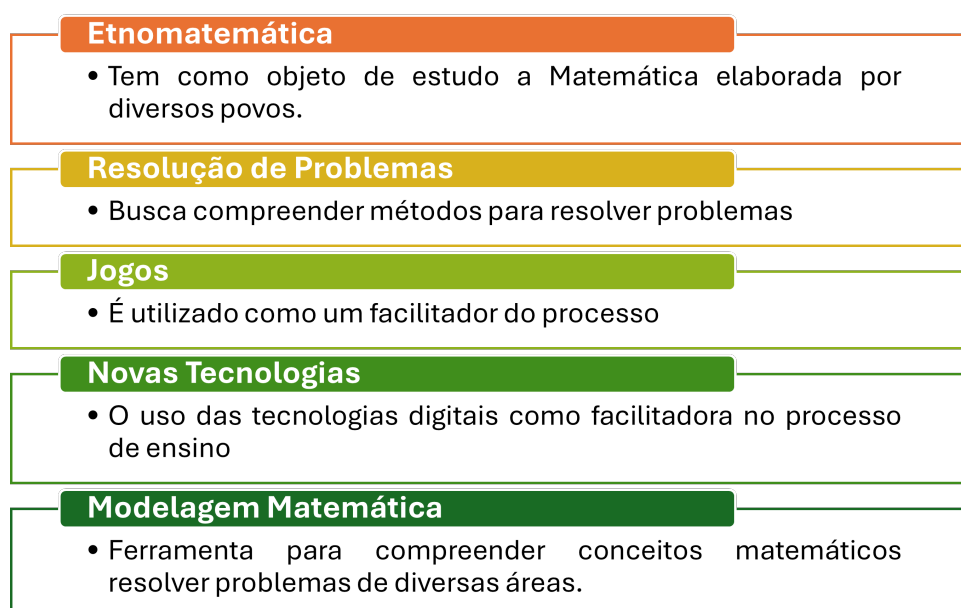 Etnomatemática
• Tem como objeto de estudo a Matemática elaborada por
diversos povos.
Resolução de Problemas
• Busca compreender métodos para resolver problemas
Jogos
• É utilizado como um facilitador do processo
Novas Tecnologias
• O uso das tecnologias digitais como facilitadora no processo
de ensino
Modelagem Matemática
• Ferramenta para compreender conceitos matemáticos
resolver problemas de diversas áreas.